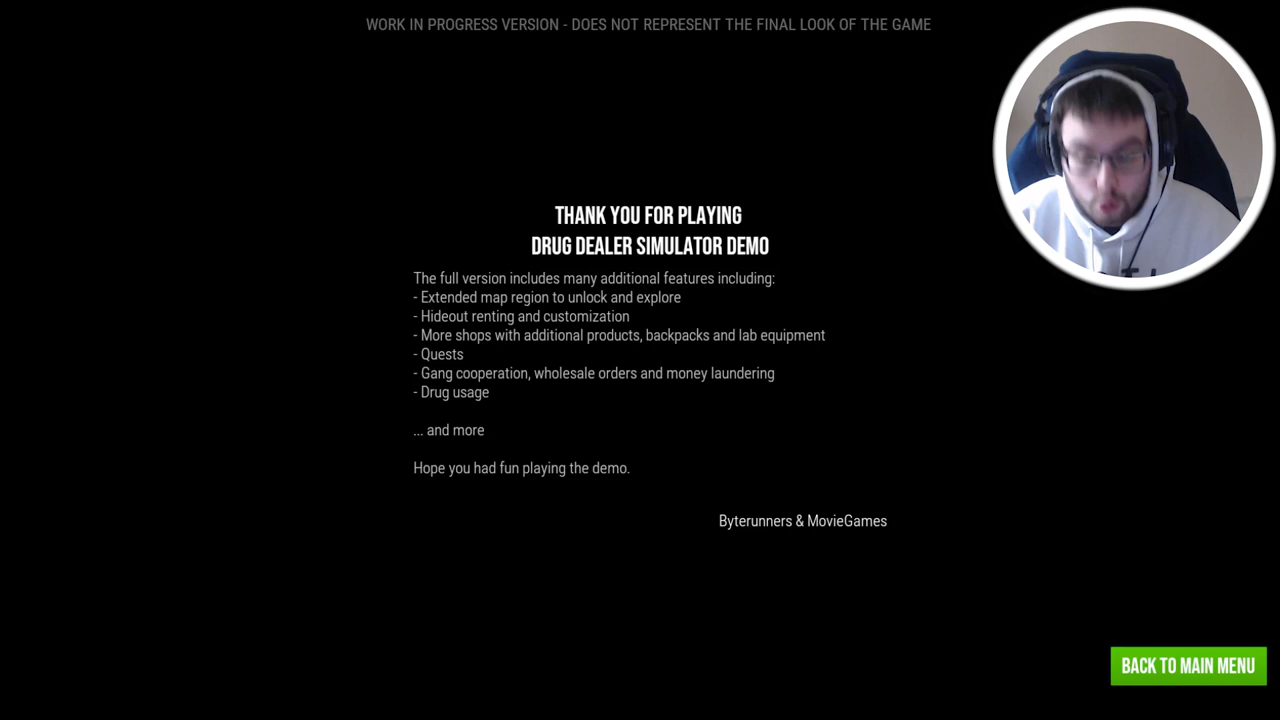 WORK IN PROGRESS VERSION - DOES NOT REPRESENT THE FINAL LOOK OF THE GAME
THANK YOU FOR PLAYING
DRUG DEALER SIMULATOR DEMO
The full version includes many additional features including:
- Extended map region to unlock and explore
- Hideout renting and customization
- More shops with additional products, backpacks and lab equipment
- Quests
- Gang cooperation, wholesale orders and money laundering
- Drug usage
... and more
Hope you had fun playing the demo.
Byterunners & MovieGames
BACK TO MAIN MENU